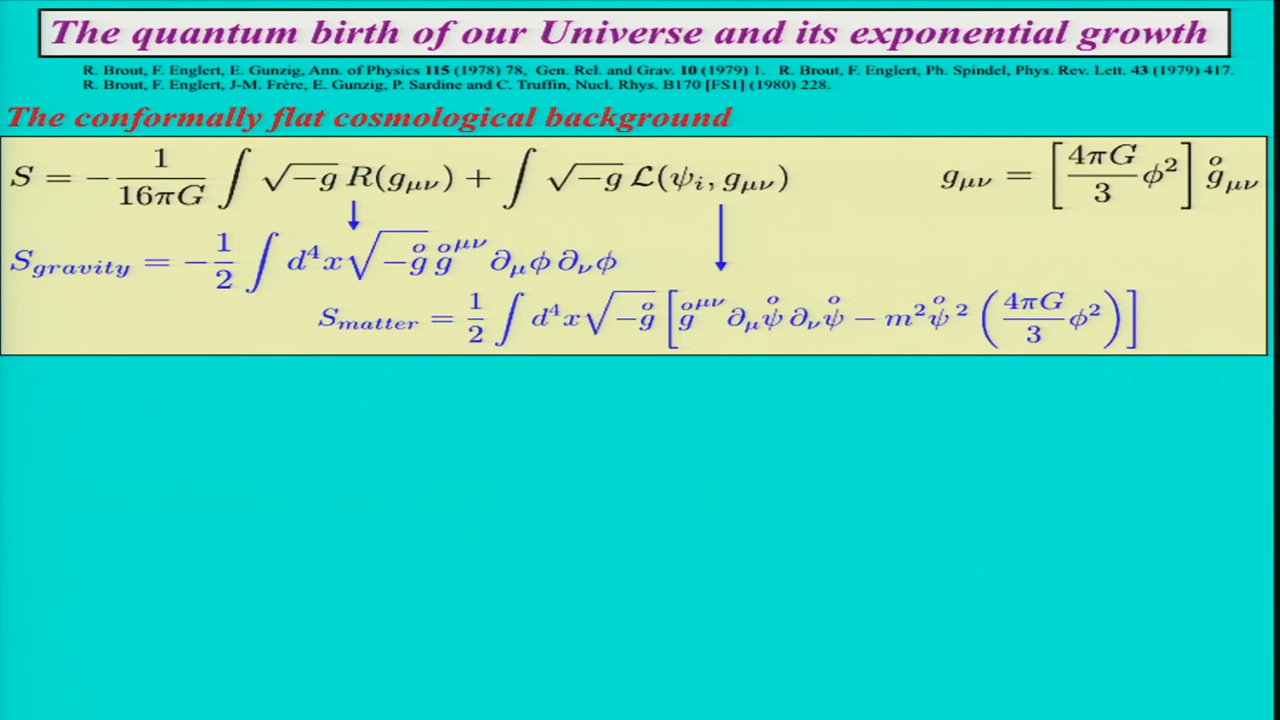 The quantum birth of our Universe and its exponential growth
R. Brout, F. Englert, E. Gunzig, Ann. of Physics 115 (1978) 78, Gen. Rel. and Grav. 10 (1979) 1. R. Brout, F. Englert, Ph. Spindel, Phys. Rev. Lett. 43 (1979) 417.
R. Brout, F. Englert, J-M. Frère, E. Gunzig, P. Sardine and C. Truffin, Nucl. Rhys. B170 [FS1] (1980) 228.
The conformally flat cosmological background
S = − 1/(16πG) ∫ √−g R(g_μν) + ∫ √−g ℒ(ψ_i, g_μν) g_μν = [4πG/3 φ²] g̊_μν
S_gravity = − 1/2 ∫ d⁴x √−g̊ g̊^μν ∂_μφ ∂_νφ
S_matter = 1/2 ∫ d⁴x √−g̊ [g̊^μν ∂_μψ̊ ∂_νψ̊ − m²ψ̊² (4πG/3 φ²)]